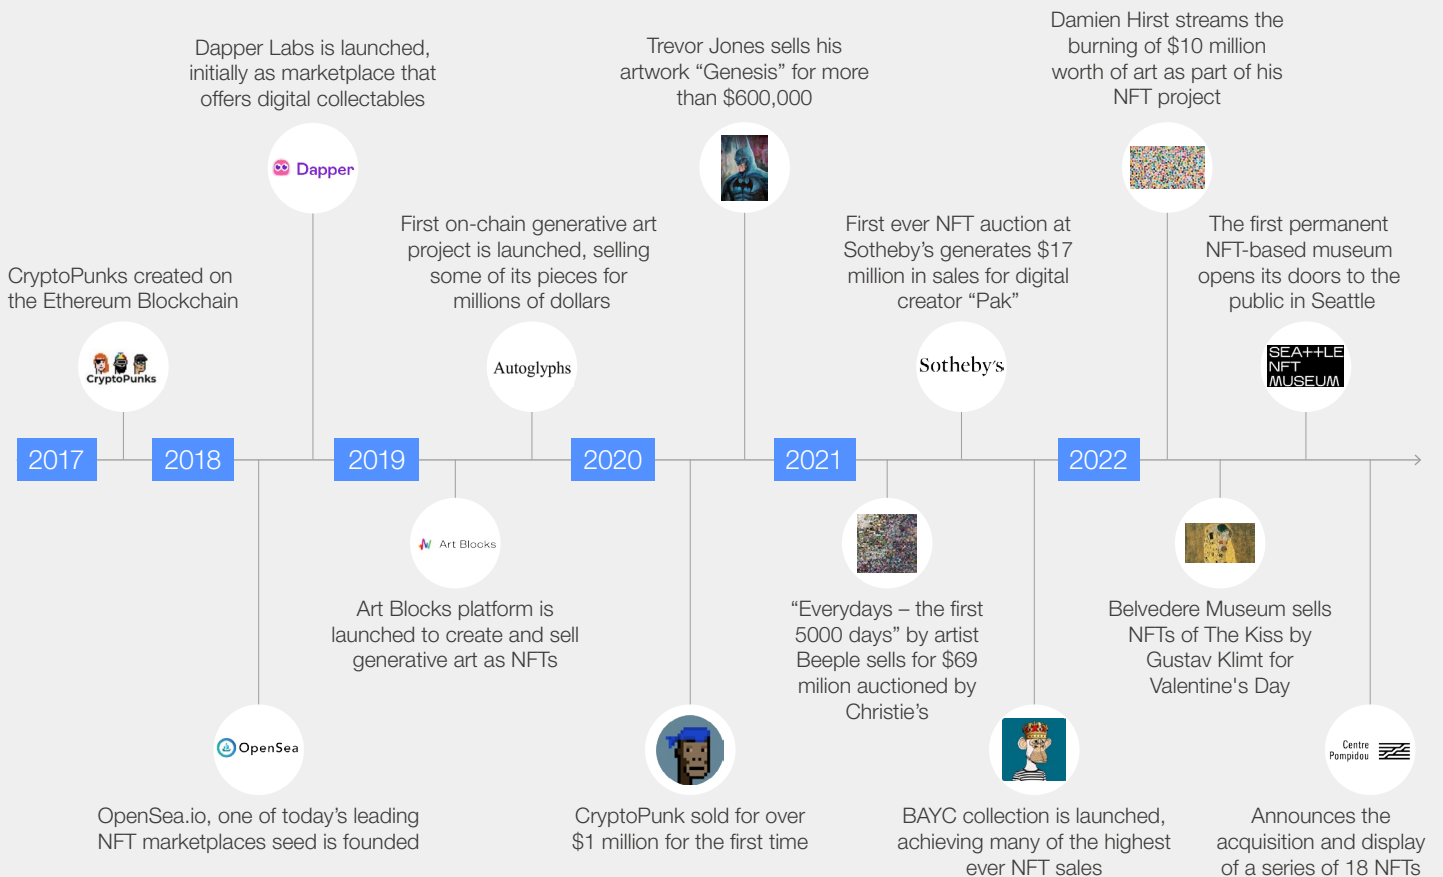 Dapper Labs is launched,
initially as marketplace that
offers digital collectables
Dapper
Trevor Jones sells his
artwork “Genesis” for more
than $600,000
Damien Hirst streams the
burning of $10 million
worth of art as part of his
NFT project
CryptoPunks created on
the Ethereum Blockchain
CryptoPunks
First on-chain generative art
project is launched, selling
some of its pieces for
millions of dollars
Autoglyphs
First ever NFT auction at
Sotheby’s generates $17
million in sales for digital
creator “Pak”
Sotheby's
The first permanent
NFT-based museum
opens its doors to the
public in Seattle
SEA++LE
NFT
MUSEUM
2017
2018
2019
2020
2021
2022
Art Blocks
Art Blocks platform is
launched to create and sell
generative art as NFTs
“Everydays – the first
5000 days” by artist
Beeple sells for $69
milion auctioned by
Christie’s
Belvedere Museum sells
NFTs of The Kiss by
Gustav Klimt for
Valentine's Day
OpenSea
OpenSea.io, one of today’s leading
NFT marketplaces seed is founded
CryptoPunk sold for over
$1 million for the first time
BAYC collection is launched,
achieving many of the highest
ever NFT sales
Centre
Pompidou
Announces the
acquisition and display
of a series of 18 NFTs